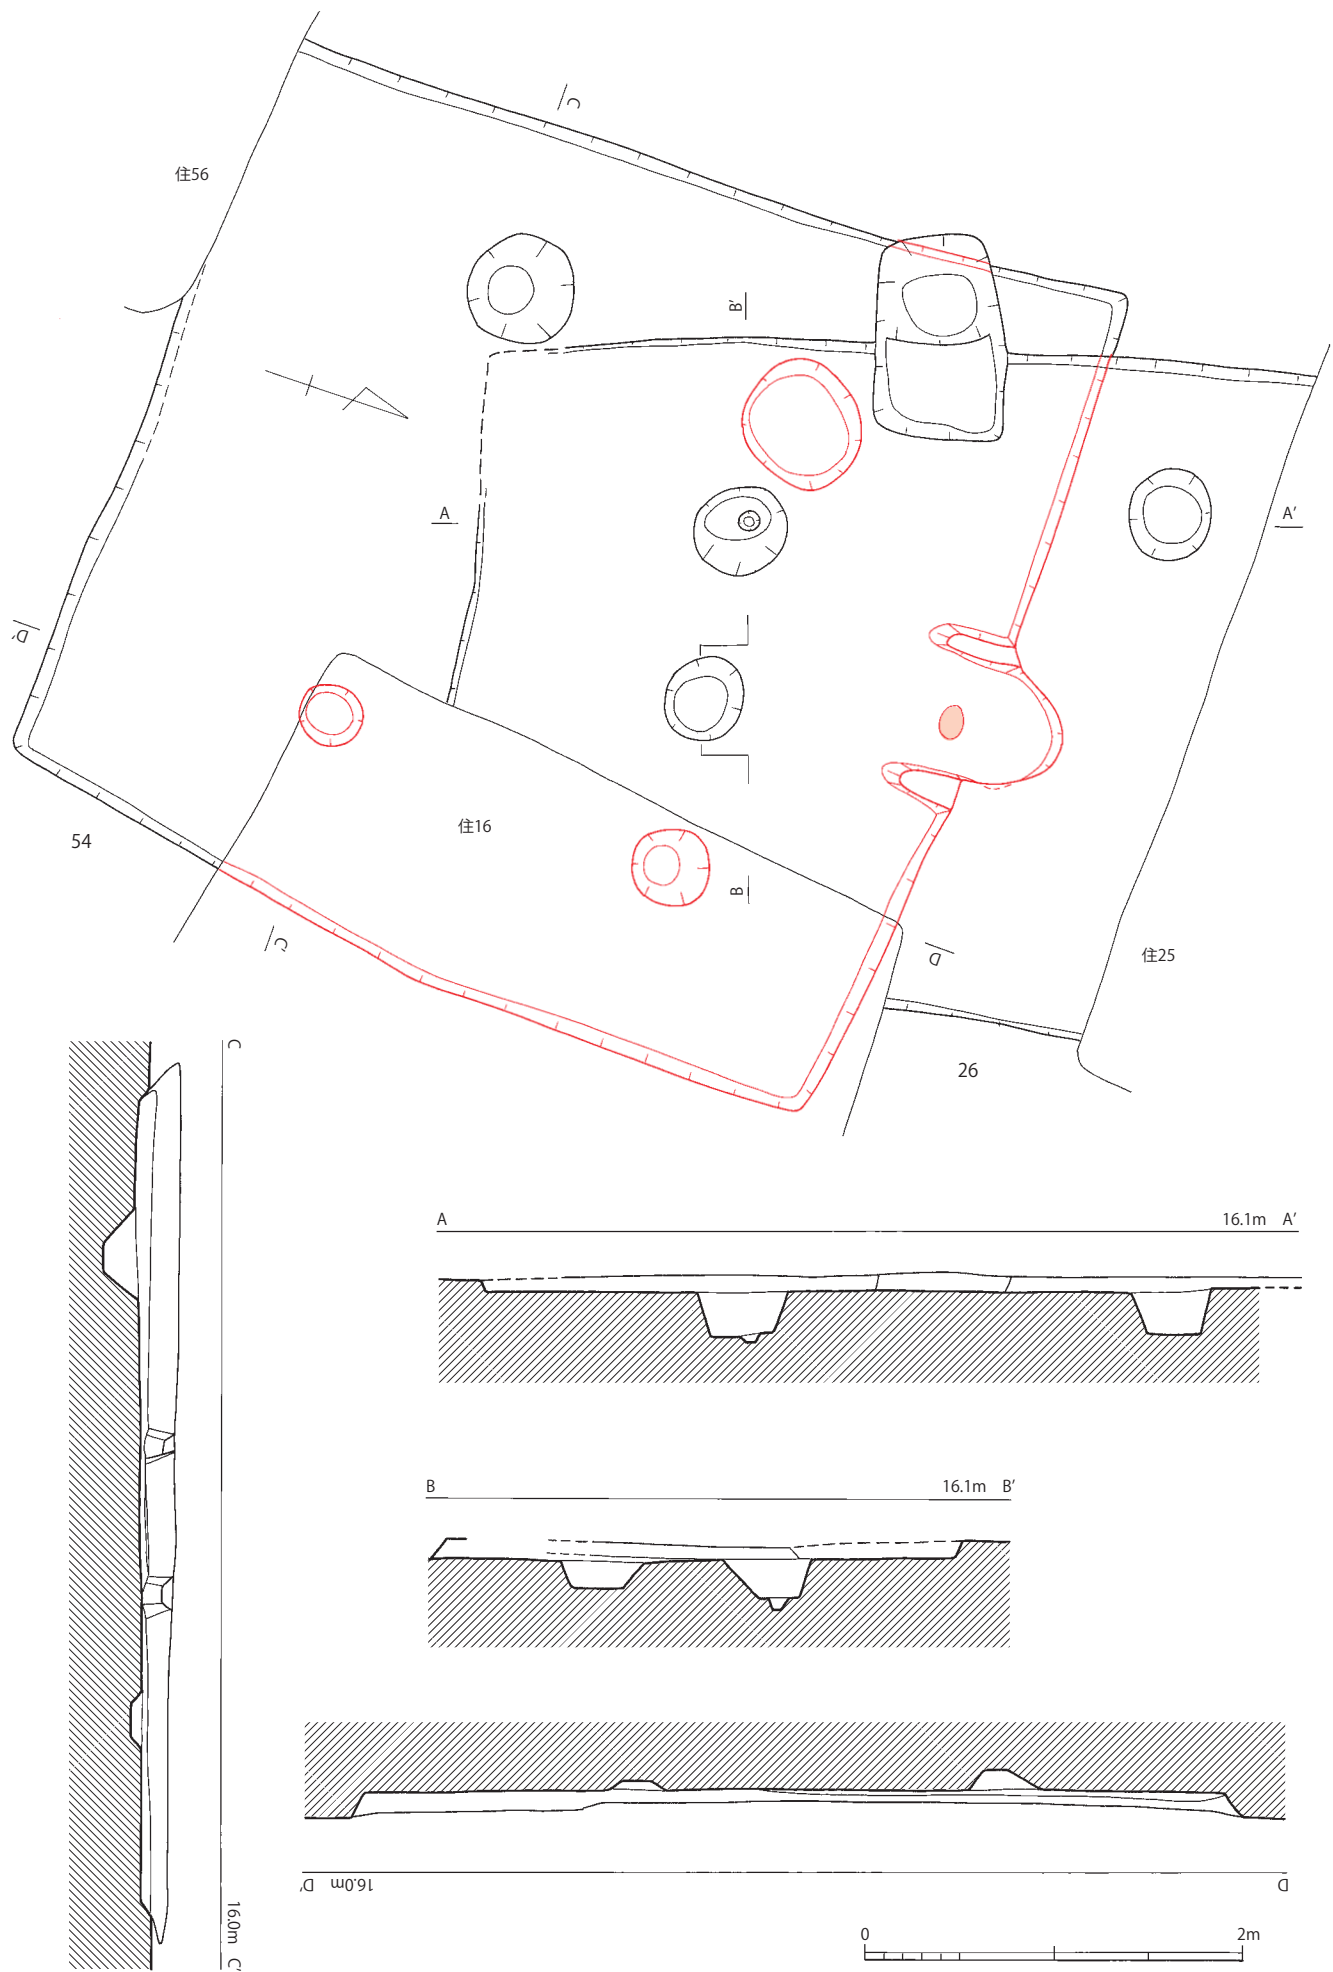 C
住56
B′
A
A′
D′
住16
54
B
C′
D
住25
26
C
A 16.1m A′
B 16.1m B′
16.0m C′
D′ 16.0m D
0 2m